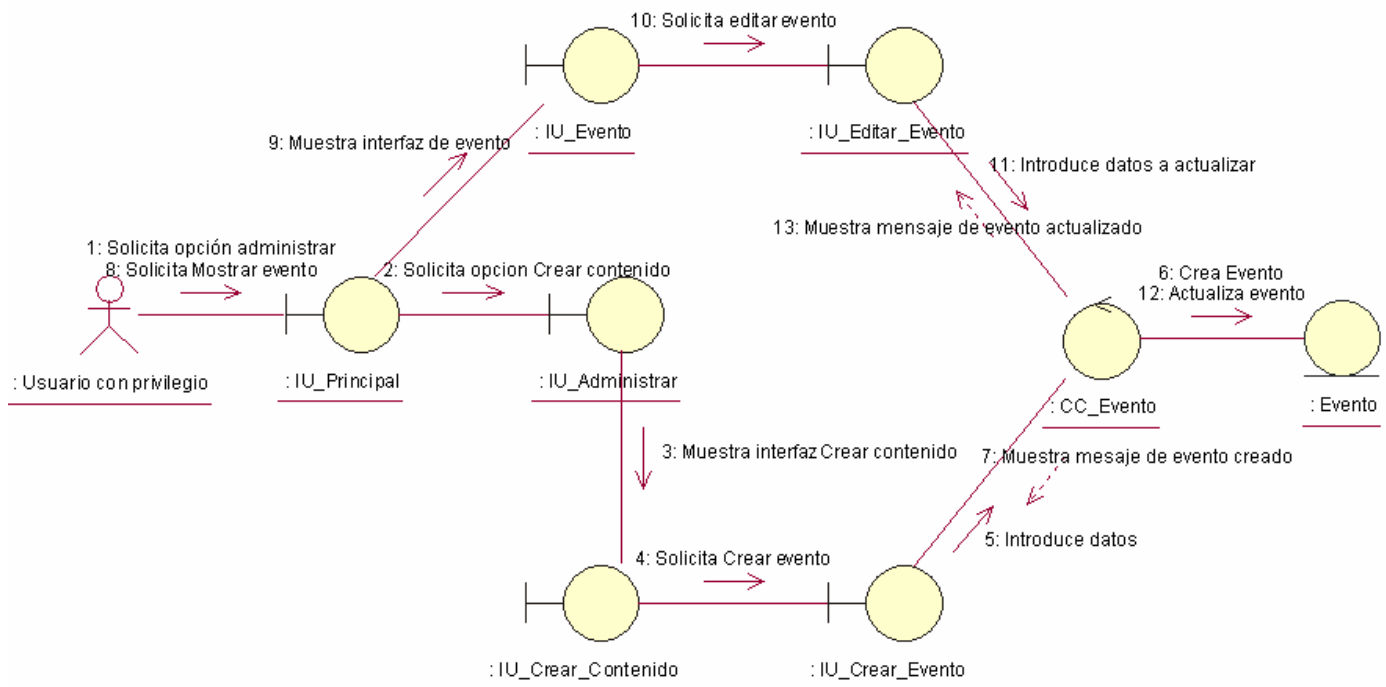 10: Solicita editar evento
: IU_Evento
: IU_Editar_Evento
9: Muestra interfaz de evento
11: Introduce datos a actualizar
13: Muestra mensaje de evento actualizado
1: Solicita opción administrar
8: Solicita Mostrar evento
2: Solicita opcion Crear contenido
6: Crea Evento
12: Actualiza evento
: Usuario con privilegio
: IU_Principal
: IU_Administrar
: CC_Evento
: Evento
3: Muestra interfaz Crear contenido
7: Muestra mesaje de evento creado
5: Introduce datos
4: Solicita Crear evento
: IU_Crear_Contenido
: IU_Crear_Evento